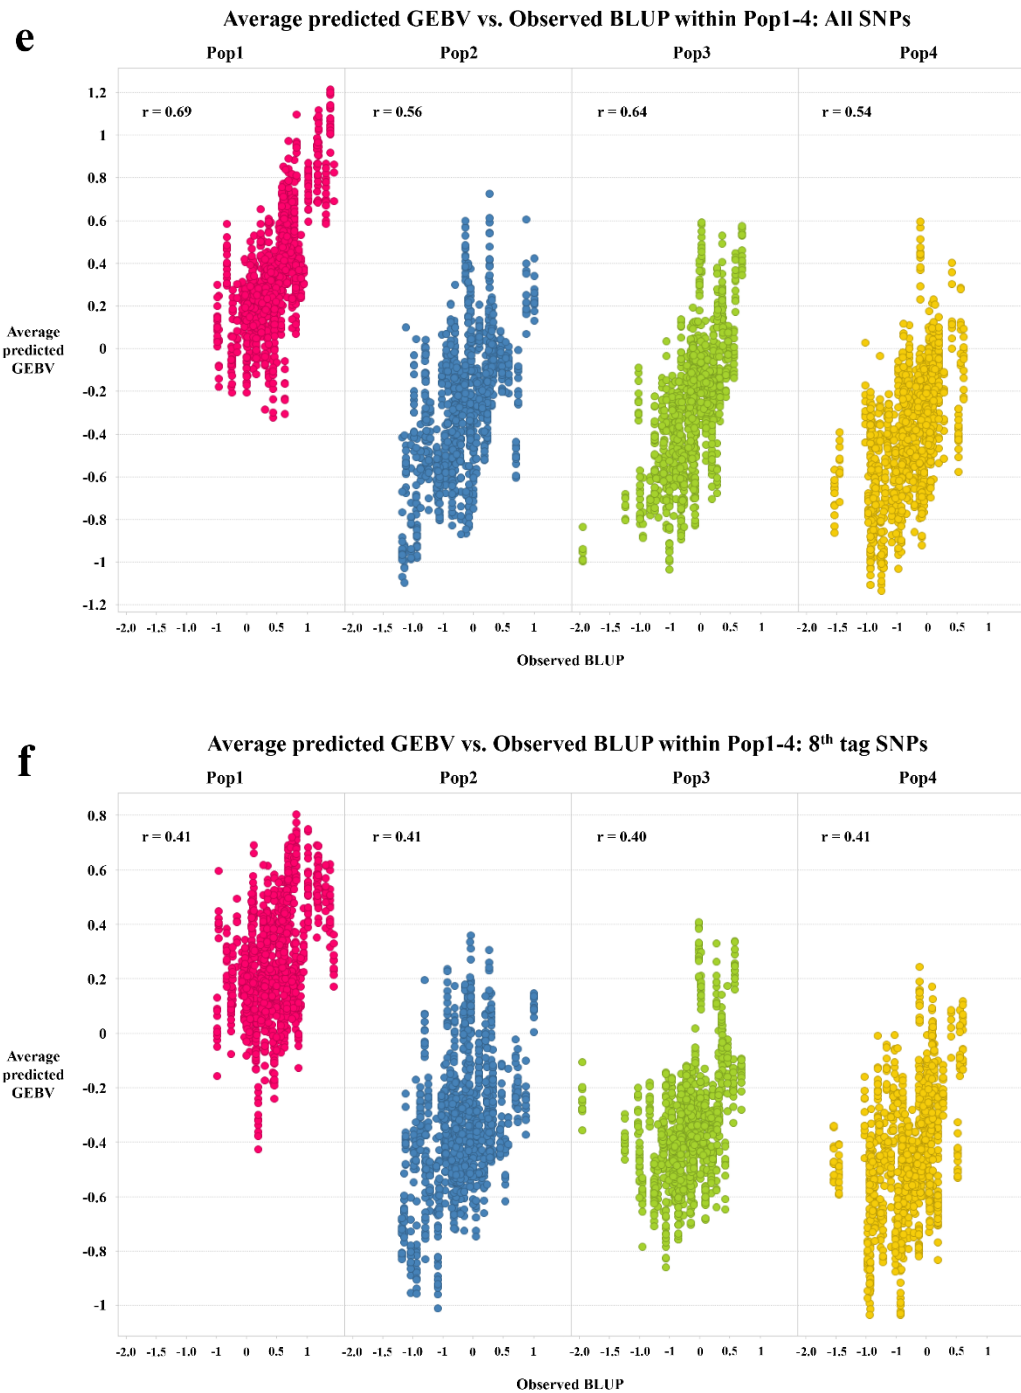 e
Average predicted GEBV vs. Observed BLUP within Pop1-4: All SNPs
Pop1 Pop2 Pop3 Pop4
r = 0.69 r = 0.56 r = 0.64 r = 0.54
1.2
1
0.8
0.6
0.4
0.2
0
-0.2
-0.4
-0.6
-0.8
-1
-1.2
Average
predicted
GEBV
-2.0 -1.5 -1.0 0 0.5 1 -2.0 -1.5 -1.0 -1 0 0.5 1 -2.0 -1.5 -1.0 -1 0 0.5 1 -2.0 -1.5 -1.0 -1 0 0.5 1
Observed BLUP
f
Average predicted GEBV vs. Observed BLUP within Pop1-4: 8th tag SNPs
Pop1 Pop2 Pop3 Pop4
r = 0.41 r = 0.41 r = 0.40 r = 0.41
0.8
0.6
0.4
0.2
0
-0.2
-0.4
-0.6
-0.8
-1
Average
predicted
GEBV
-2.0 -1.5 -1.0 0 0.5 1 -2.0 -1.5 -1.0 -1 0 0.5 1 -2.0 -1.5 -1.0 -1 0 0.5 1 -2.0 -1.5 -1.0 -1 0 0.5 1
Observed BLUP